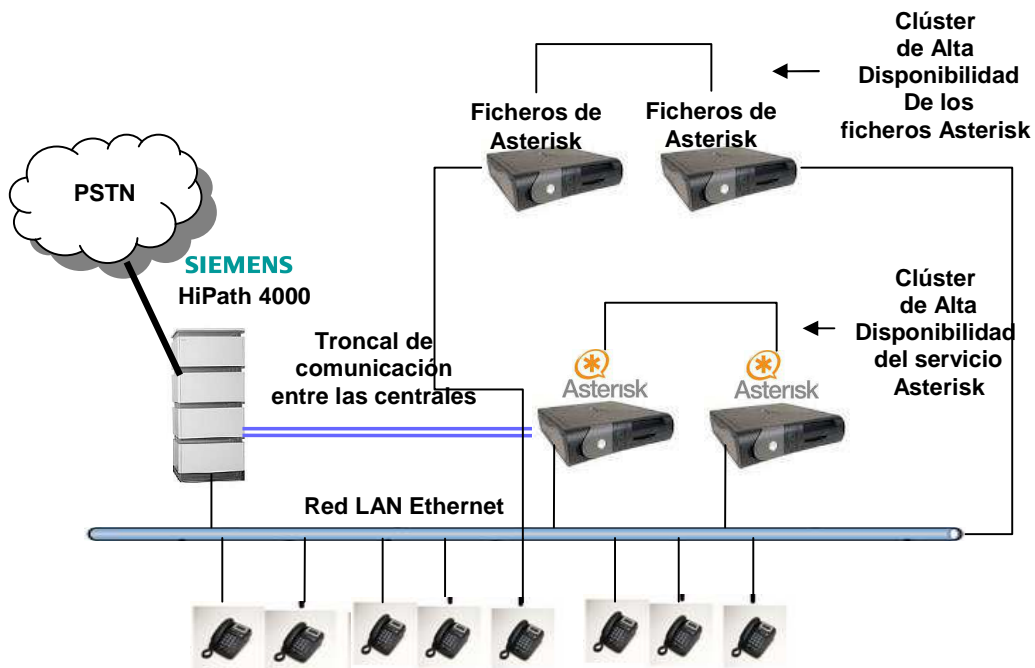 Clúster
de Alta
Disponibilidad
De los
ficheros Asterisk
Ficheros de
Asterisk
Ficheros de
Asterisk
PSTN
SIEMENS
HiPath 4000
Troncal de
comunicación
entre las centrales
Clúster
de Alta
Disponibilidad
del servicio
Asterisk
Asterisk
Asterisk
Red LAN Ethernet